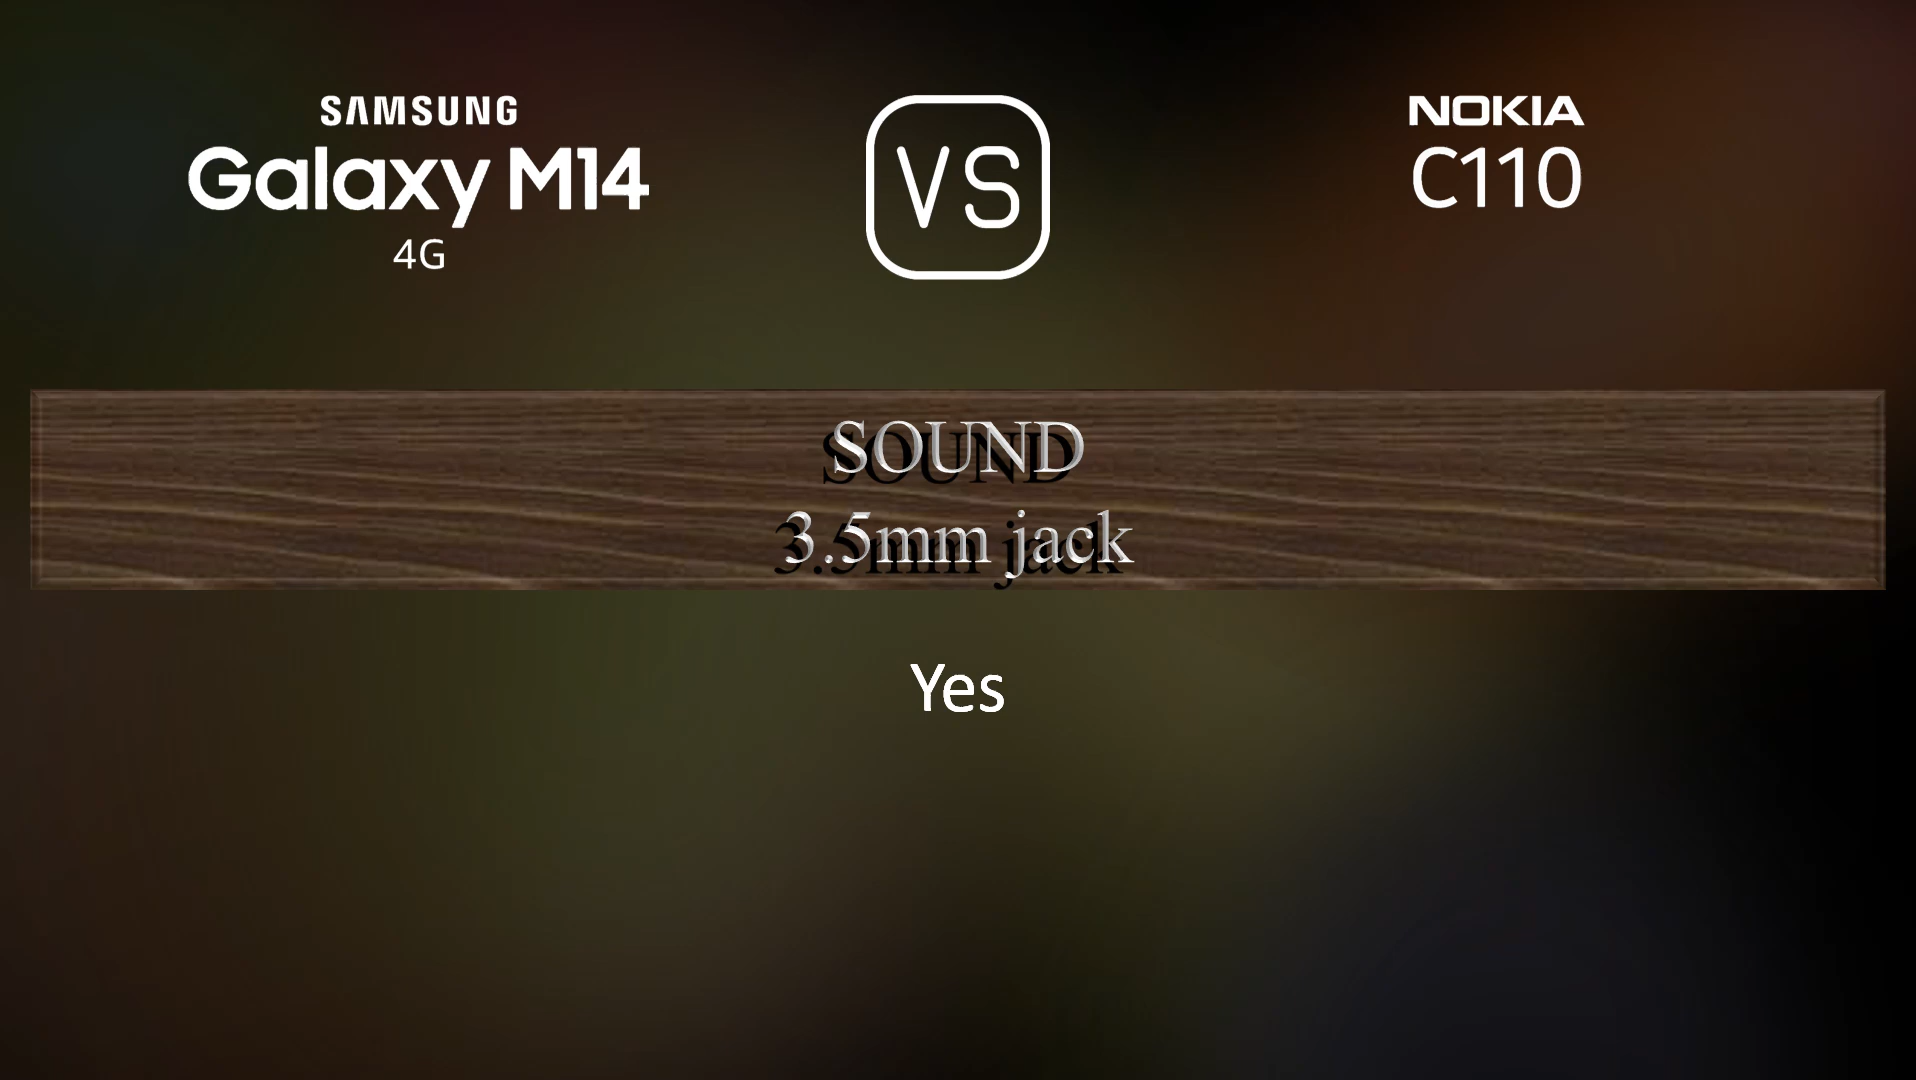 SAMSUNG
Galaxy M14
4G
VS
NOKIA
C110
SOUND
3.5mm jack
Yes